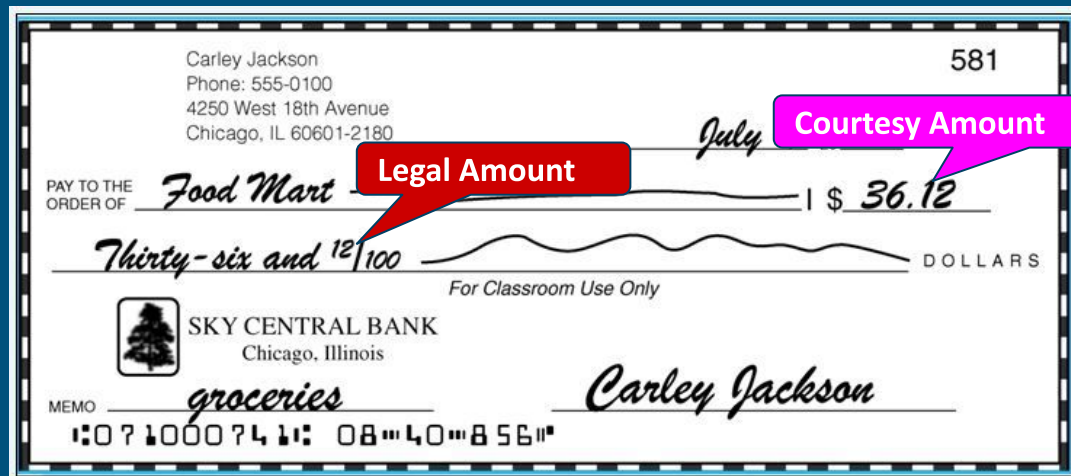 Carley Jackson
Phone: 555-0100
4250 West 18th Avenue
Chicago, IL 60601-2180
581
July
Courtesy Amount
Legal Amount
PAY TO THE
ORDER OF Food Mart $ 36.12
Thirty-six and 12/100 DOLLARS
For Classroom Use Only
SKY CENTRAL BANK
Chicago, Illinois
MEMO groceries Carley Jackson
⑆071000741⑆ 08⑈40⑈856⑈